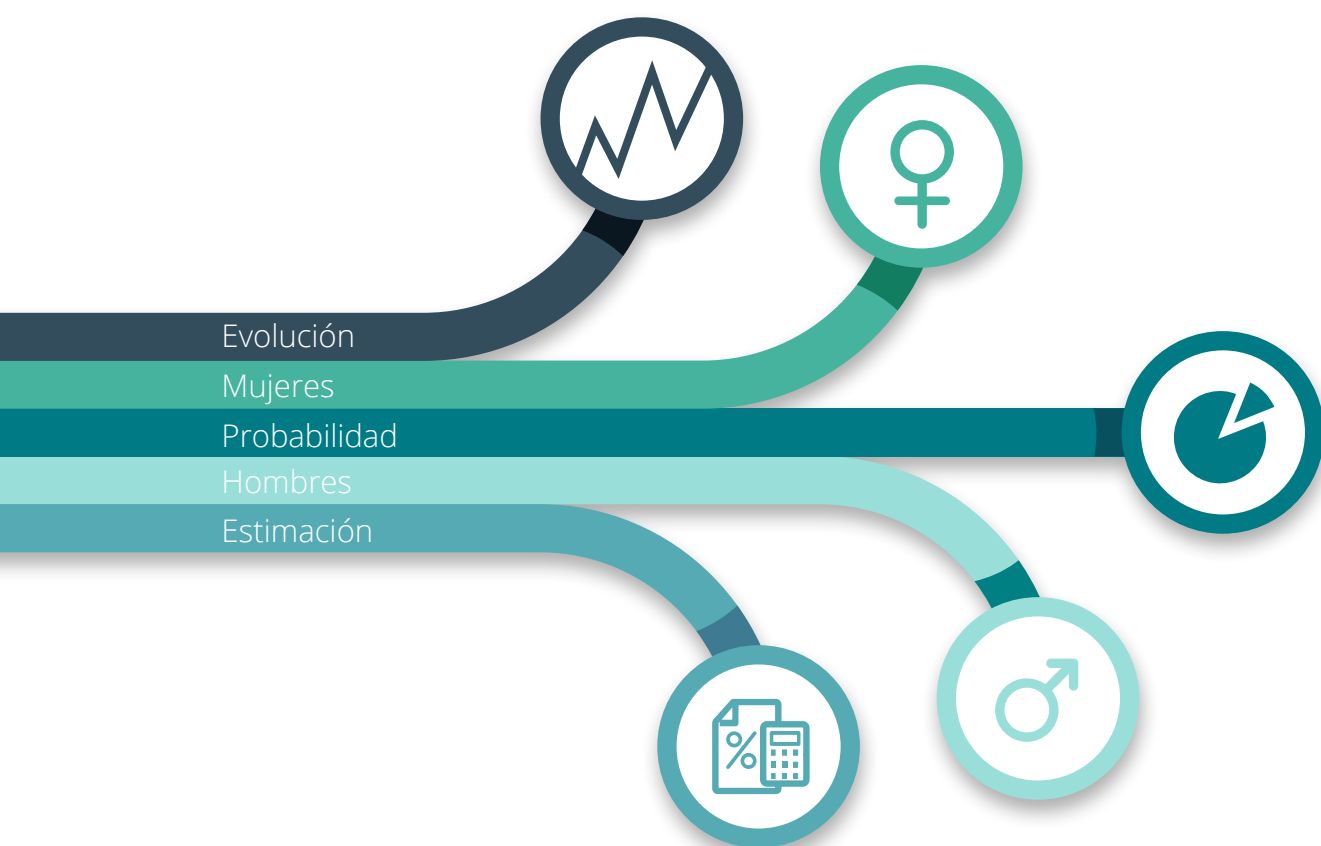 Evolución
Mujeres
Probabilidad
Hombres
Estimación
%